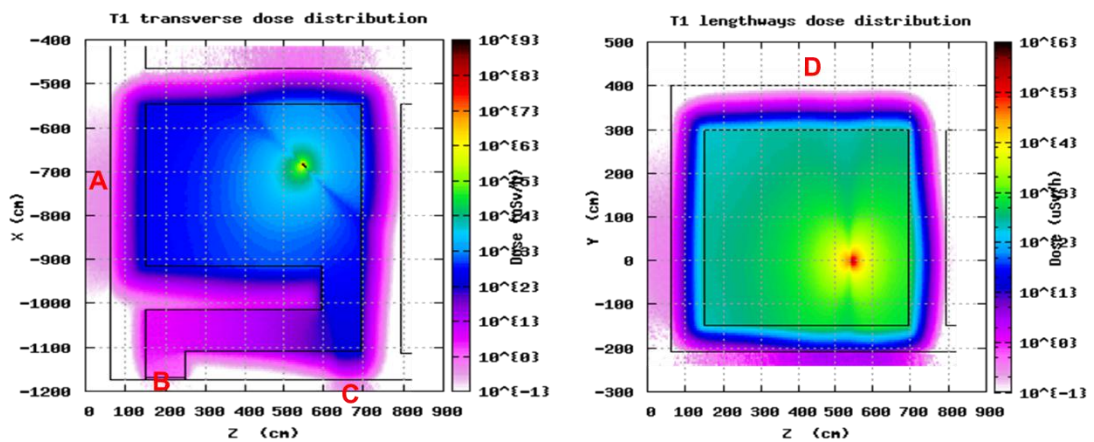 T1 transverse dose distribution
-400
-500
-600
-700
-800
-900
-1000
-1100
-1200
X (cm)
0 100 200 300 400 500 600 700 800 900
Z (cm)
10^{9}
10^{8}
10^{7}
10^{6}
10^{5}
10^{4}
10^{3}
10^{2}
10^{1}
10^{0}
10^{-1}
Dose (uSv/h)
A
B
C
T1 lengthways dose distribution
500
400
300
200
100
0
-100
-200
-300
Y (cm)
0 100 200 300 400 500 600 700 800 900
Z (cm)
10^{6}
10^{5}
10^{4}
10^{3}
10^{2}
10^{1}
10^{0}
10^{-1}
Dose (uSv/h)
D